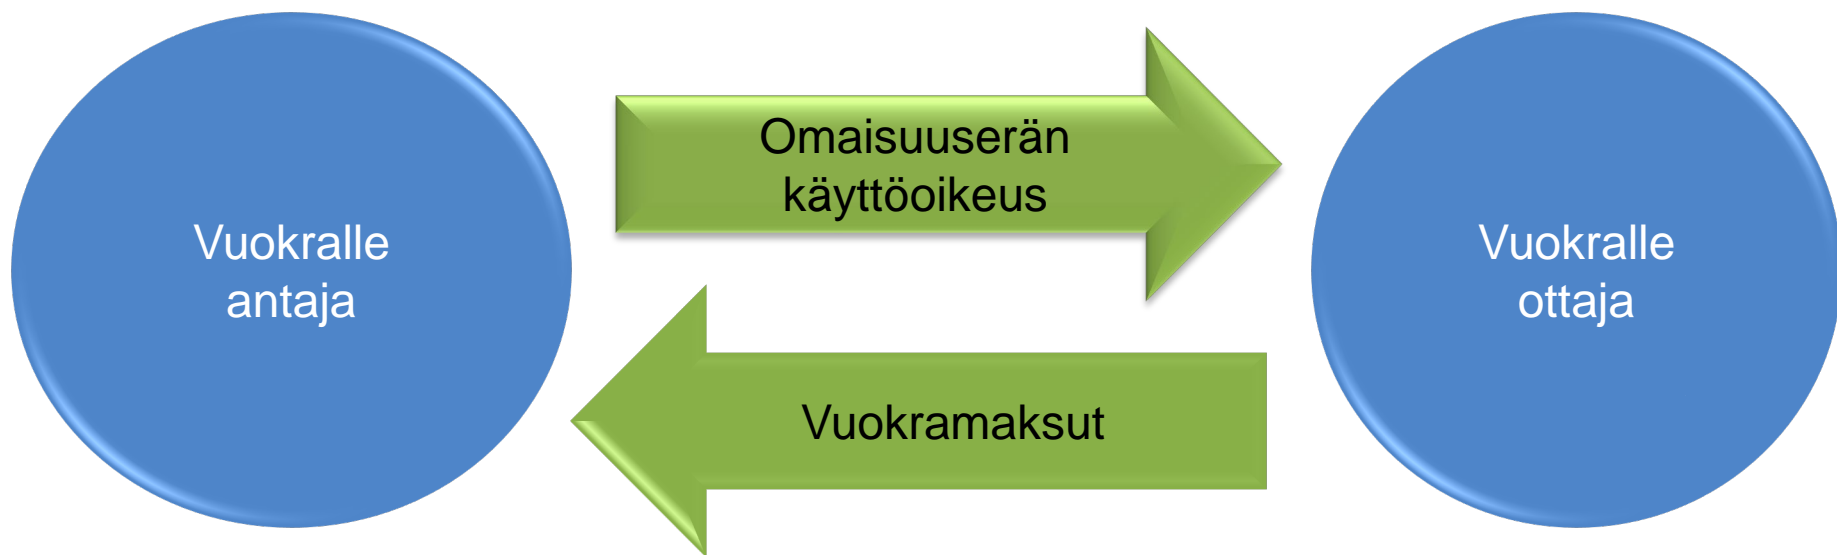 Vuokralle
antaja
Omaisuuserän
käyttöoikeus
Vuokramaksut
Vuokralle
ottaja